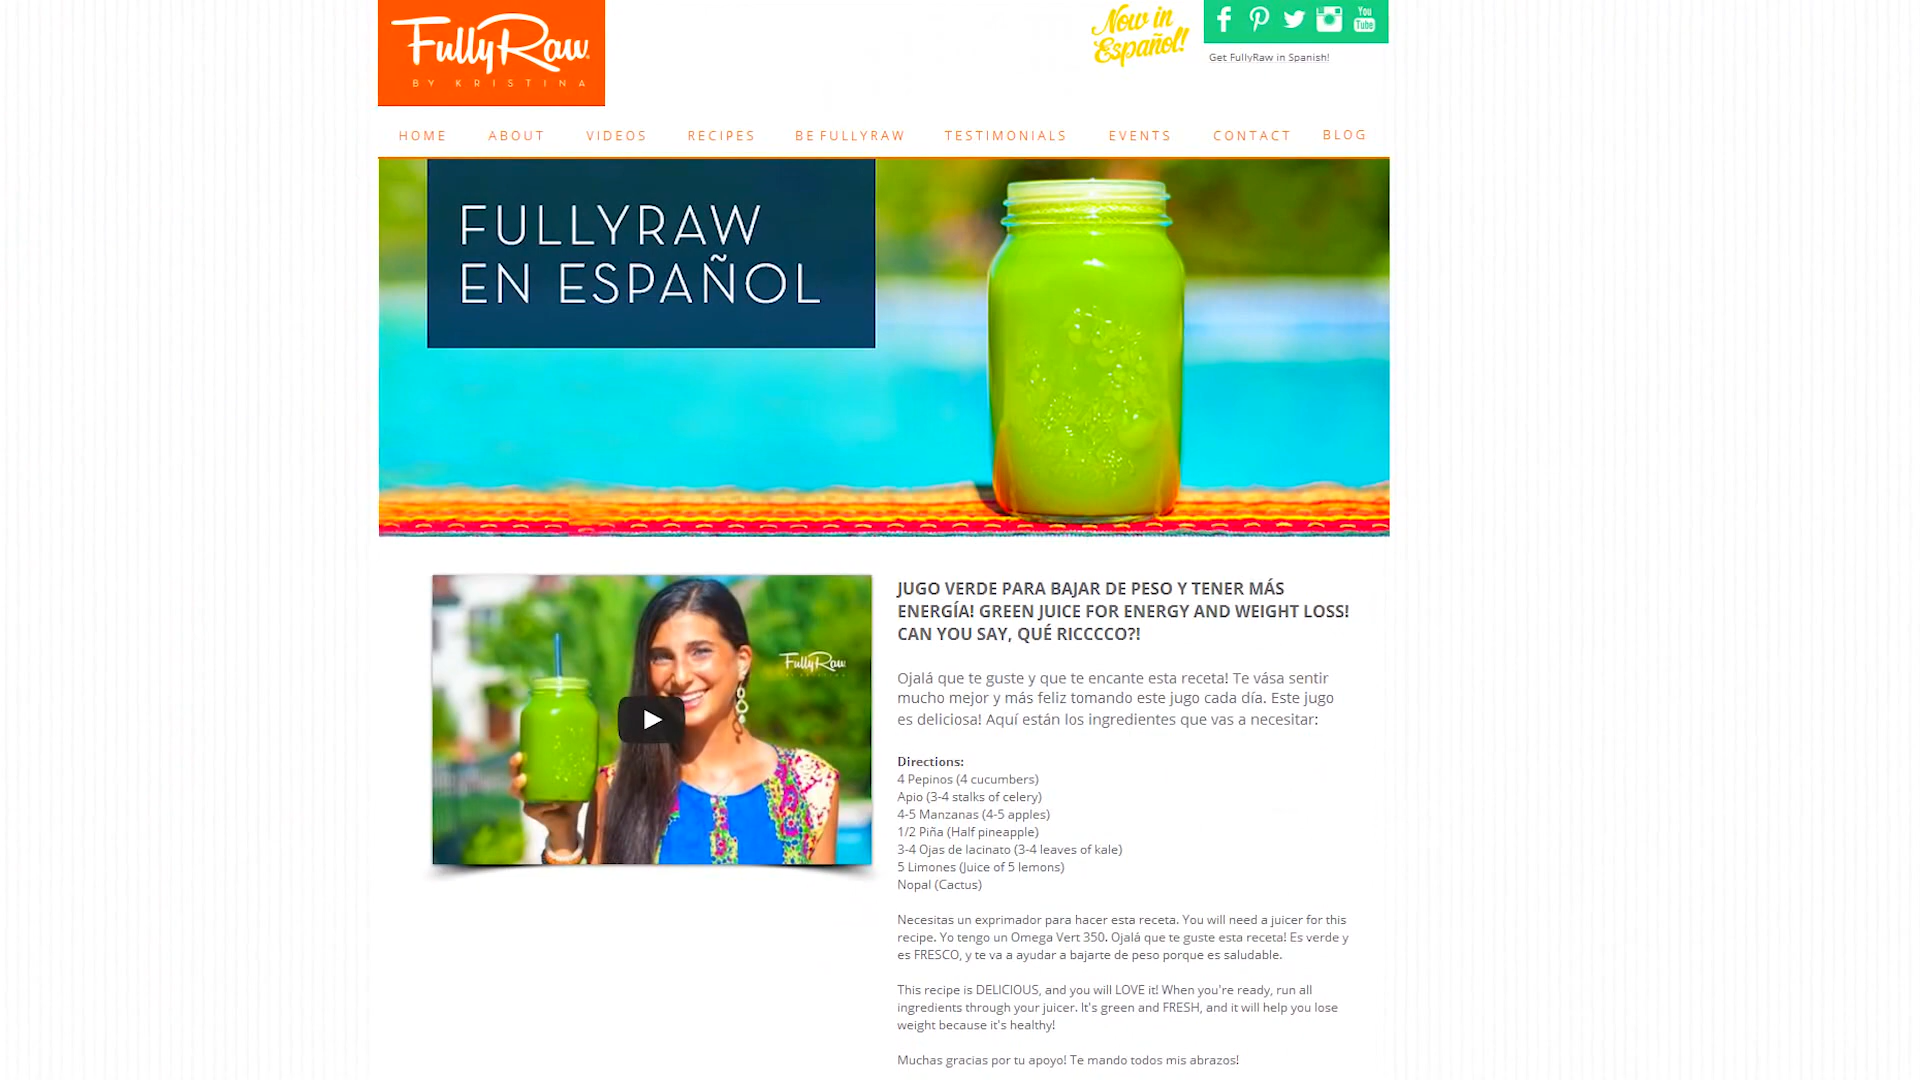 FullyRaw
BY KRISTINA
Now in
Español!
You
Tube
Get FullyRaw in Spanish!
HOME ABOUT VIDEOS RECIPES BE FULLYRAW TESTIMONIALS EVENTS CONTACT BLOG
FULLYRAW
EN ESPAÑOL
FullyRaw
BY KRISTINA
JUGO VERDE PARA BAJAR DE PESO Y TENER MÁS
ENERGÍA! GREEN JUICE FOR ENERGY AND WEIGHT LOSS!
CAN YOU SAY, QUÉ RICCCCO?!
Ojalá que te guste y que te encante esta receta! Te vása sentir
mucho mejor y más feliz tomando este jugo cada día. Este jugo
es deliciosa! Aquí están los ingredientes que vas a necesitar:
Directions:
4 Pepinos (4 cucumbers)
Apio (3-4 stalks of celery)
4-5 Manzanas (4-5 apples)
1/2 Piña (Half pineapple)
3-4 Ojas de lacinato (3-4 leaves of kale)
5 Limones (Juice of 5 lemons)
Nopal (Cactus)
Necesitas un exprimador para hacer esta receta. You will need a juicer for this
recipe. Yo tengo un Omega Vert 350. Ojalá que te guste esta receta! Es verde y
es FRESCO, y te va a ayudar a bajarte de peso porque es saludable.
This recipe is DELICIOUS, and you will LOVE it! When you're ready, run all
ingredients through your juicer. It's green and FRESH, and it will help you lose
weight because it's healthy!
Muchas gracias por tu apoyo! Te mando todos mis abrazos!